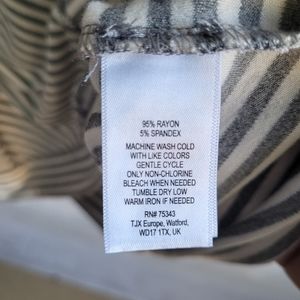 95% RAYON
5% SPANDEX
MACHINE WASH COLD
WITH LIKE COLORS
GENTLE CYCLE
ONLY NON-CHLORINE
BLEACH WHEN NEEDED
TUMBLE DRY LOW
WARM IRON IF NEEDED
RN# 75343
TJX Europe, Watford,
WD17 1TX, UK